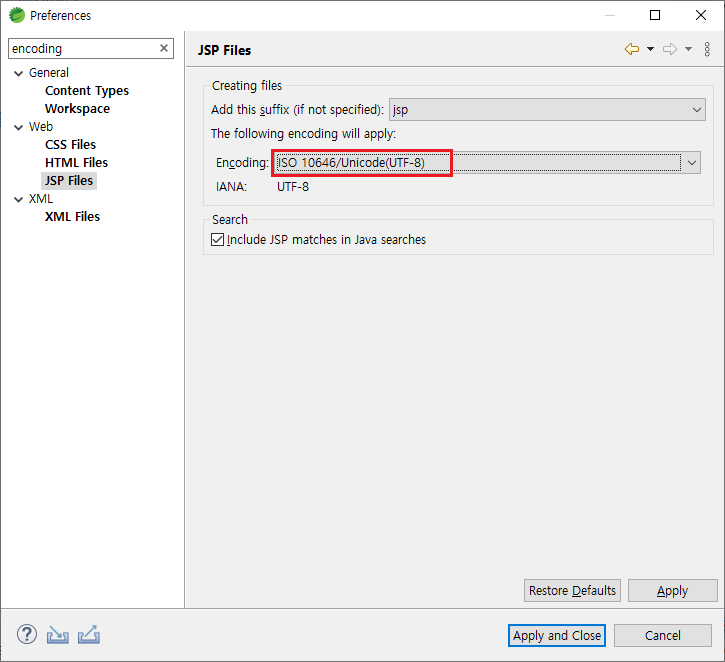 Preferences
encoding
JSP Files
General
Content Types
Workspace
Web
CSS Files
HTML Files
JSP Files
XML
XML Files
Creating files
Add this suffix (if not specified): jsp
The following encoding will apply:
Encoding: ISO 10646/Unicode(UTF-8)
IANA: UTF-8
Search
Include JSP matches in Java searches
Restore Defaults Apply
? Apply and Close Cancel